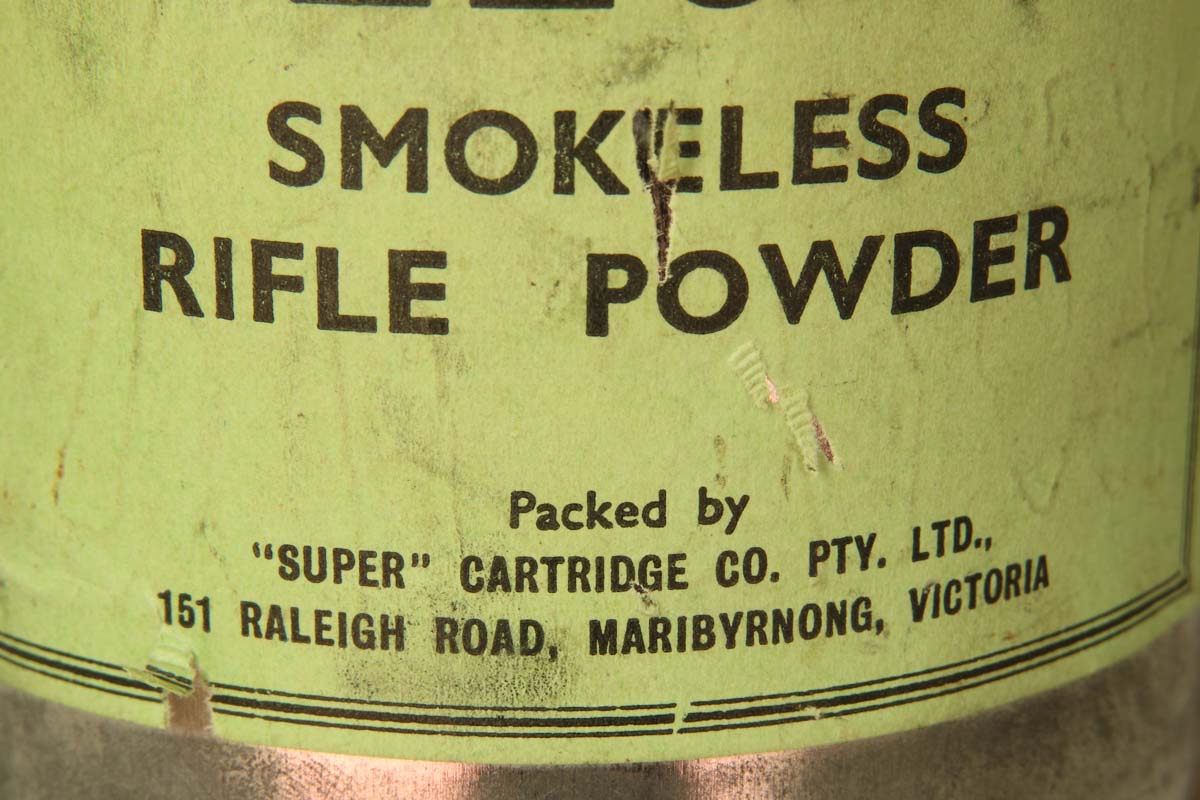 SMOKELESS
RIFLE POWDER
Packed by
"SUPER" CARTRIDGE CO. PTY. LTD.,
151 RALEIGH ROAD, MARIBYRNONG, VICTORIA